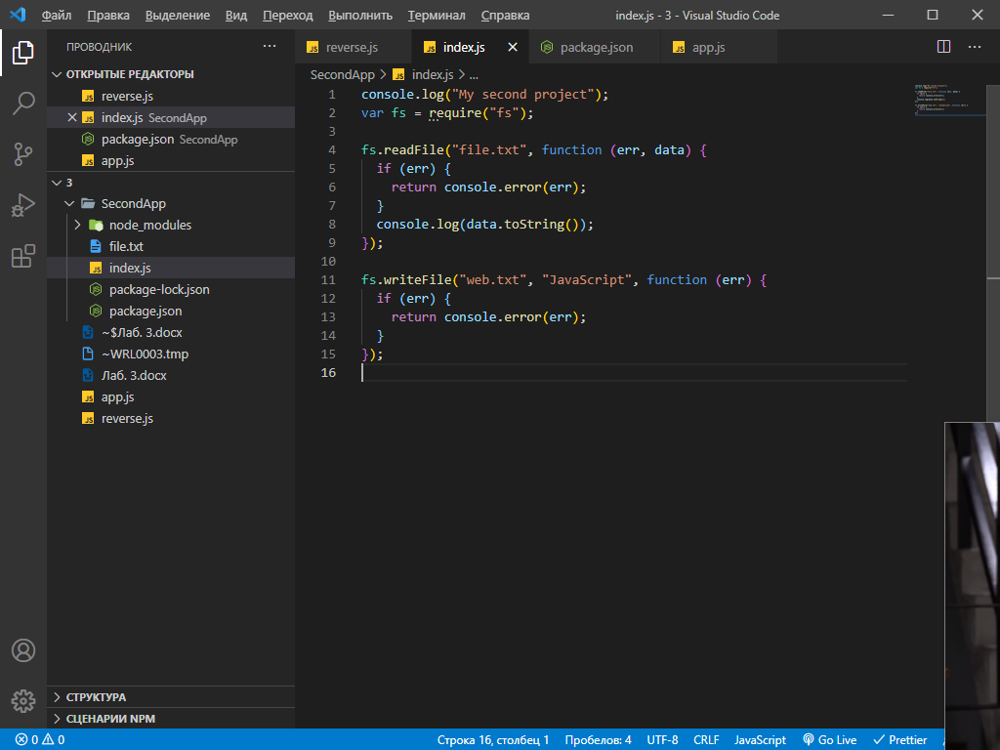 Файл Правка Выделение Вид Переход Выполнить Терминал Справка index.js - 3 - Visual Studio Code
ПРОВОДНИК
ОТКРЫТЫЕ РЕДАКТОРЫ
reverse.js
index.js SecondApp
package.json SecondApp
app.js
3
SecondApp
node_modules
file.txt
index.js
package-lock.json
package.json
~$Лаб. 3.docx
~WRL0003.tmp
Лаб. 3.docx
app.js
reverse.js
СТРУКТУРА
СЦЕНАРИИ NPM
reverse.js index.js package.json app.js
SecondApp > index.js > ...
1 console.log("My second project");
2 var fs = require("fs");
3
4 fs.readFile("file.txt", function (err, data) {
5 if (err) {
6 return console.error(err);
7 }
8 console.log(data.toString());
9 });
10
11 fs.writeFile("web.txt", "JavaScript", function (err) {
12 if (err) {
13 return console.error(err);
14 }
15 });
16
0 0 Строка 16, столбец 1 Пробелов: 4 UTF-8 CRLF JavaScript Go Live Prettier